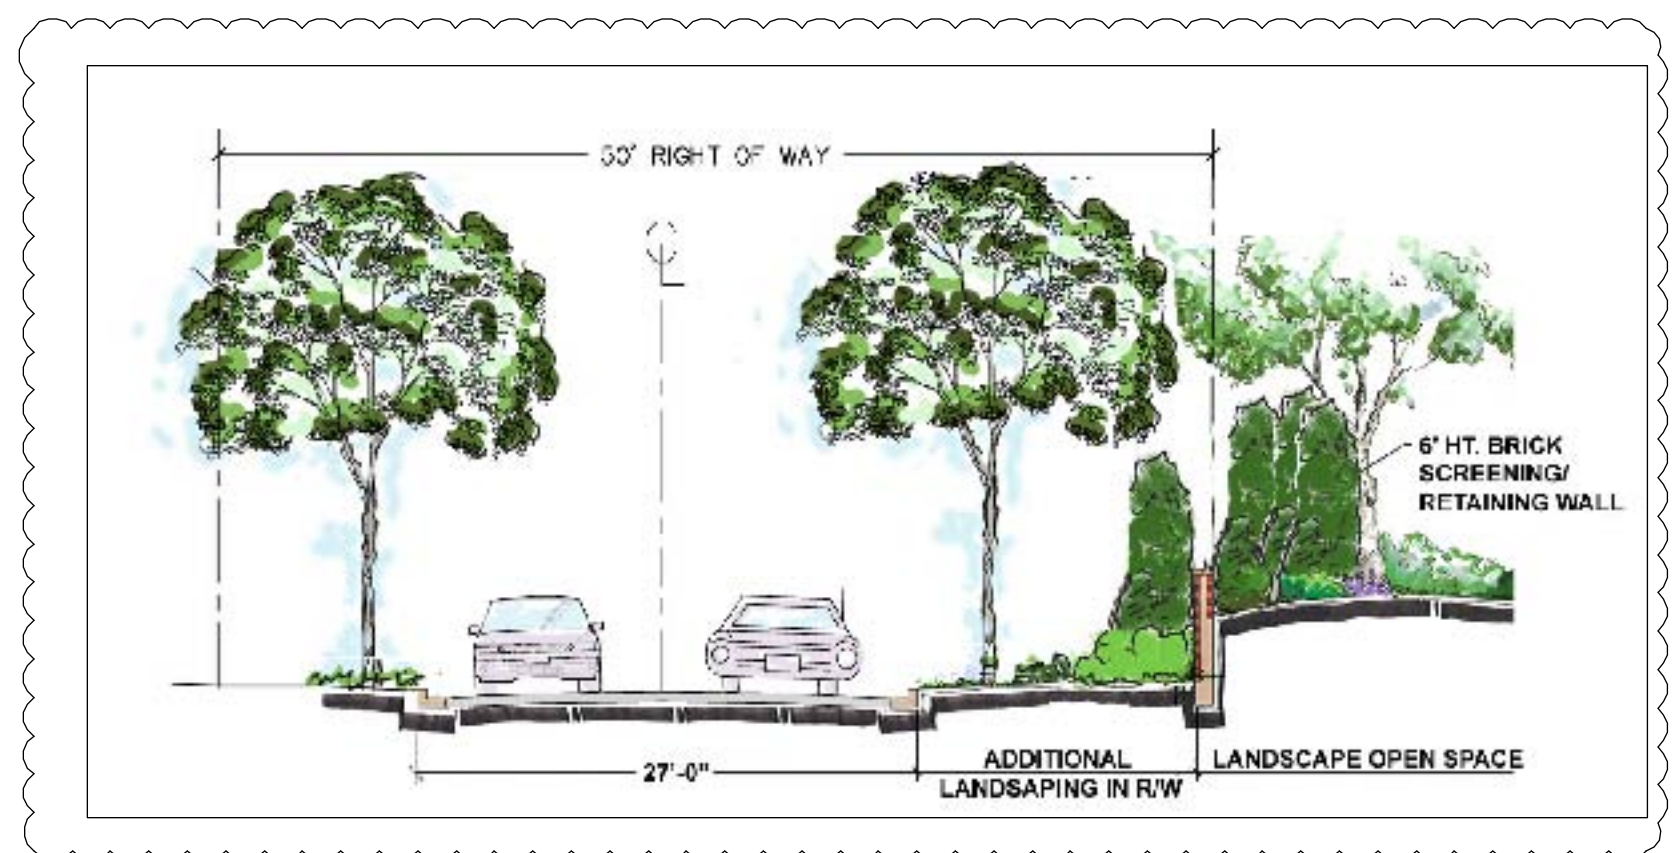 50' RIGHT OF WAY
6' HT. BRICK
SCREENING/
RETAINING WALL
27'-0"
ADDITIONAL
LANDSAPING IN R/W
LANDSCAPE OPEN SPACE